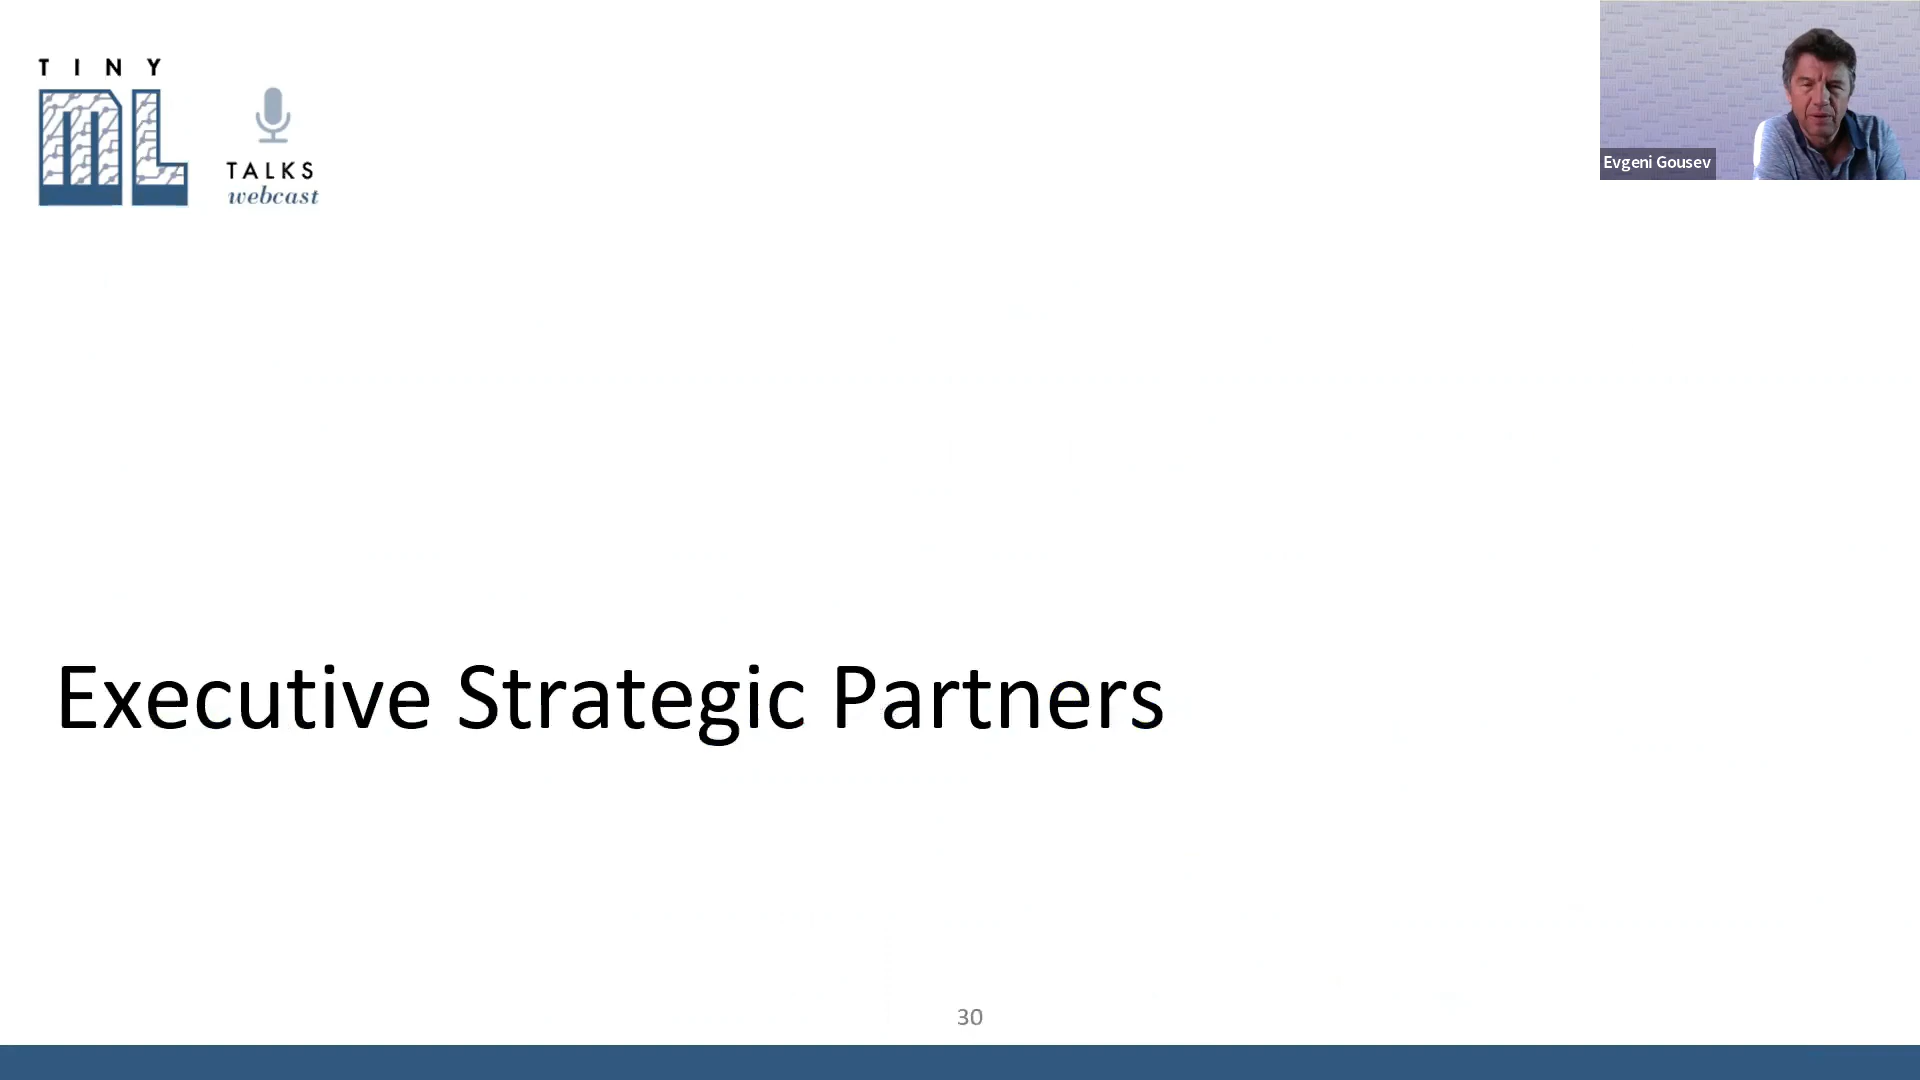 TINY
ML
TALKS
webcast
Evgeni Gousev
Executive Strategic Partners
30